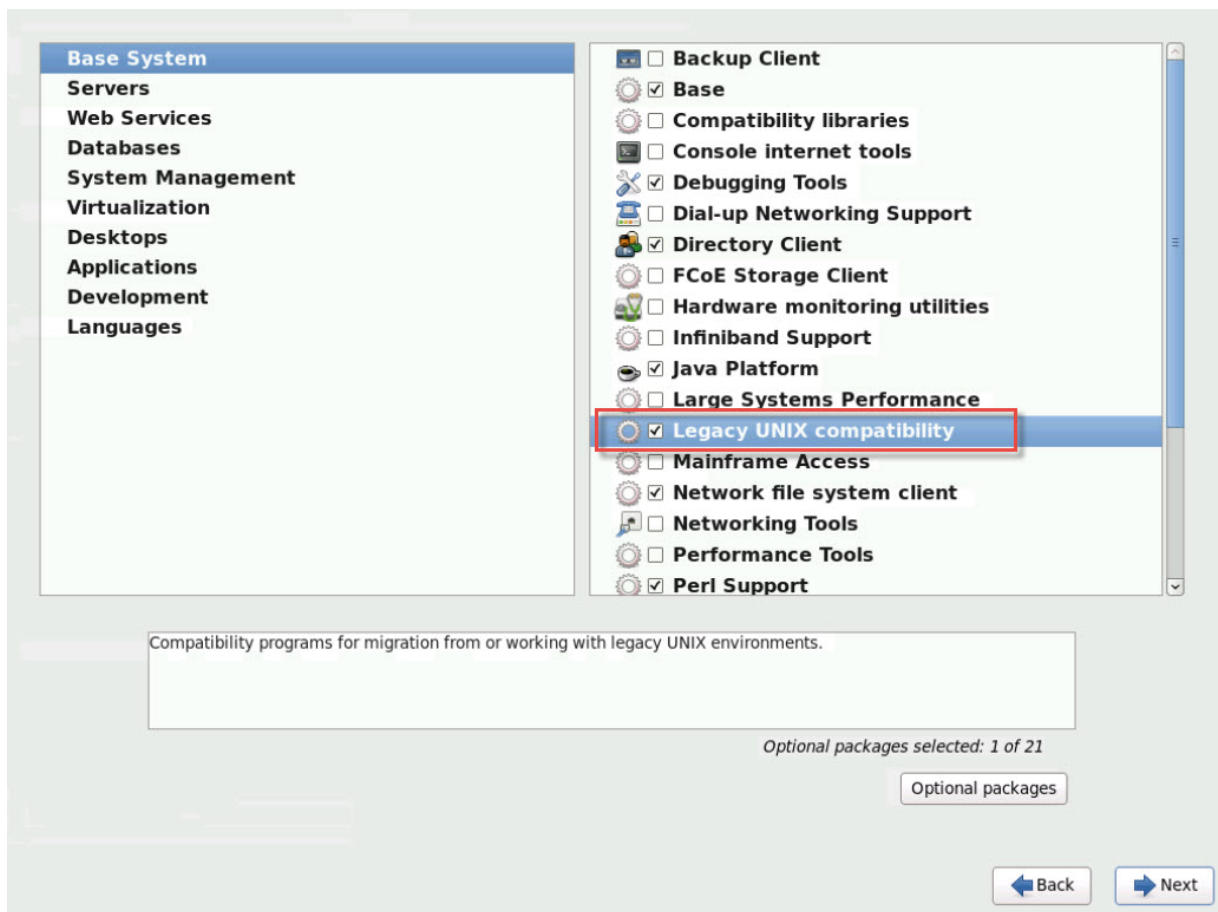 Base System
Servers
Web Services
Databases
System Management
Virtualization
Desktops
Applications
Development
Languages
Backup Client
Base
Compatibility libraries
Console internet tools
Debugging Tools
Dial-up Networking Support
Directory Client
FCoE Storage Client
Hardware monitoring utilities
Infiniband Support
Java Platform
Large Systems Performance
Legacy UNIX compatibility
Mainframe Access
Network file system client
Networking Tools
Performance Tools
Perl Support
Compatibility programs for migration from or working with legacy UNIX environments.
Optional packages selected: 1 of 21
Optional packages
Back
Next